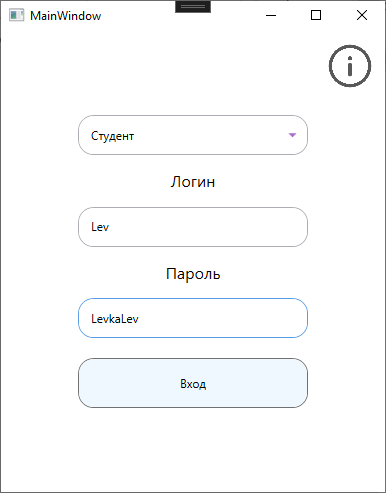 MainWindow
Студент
Логин
Lev
Пароль
LevkaLev
Вход